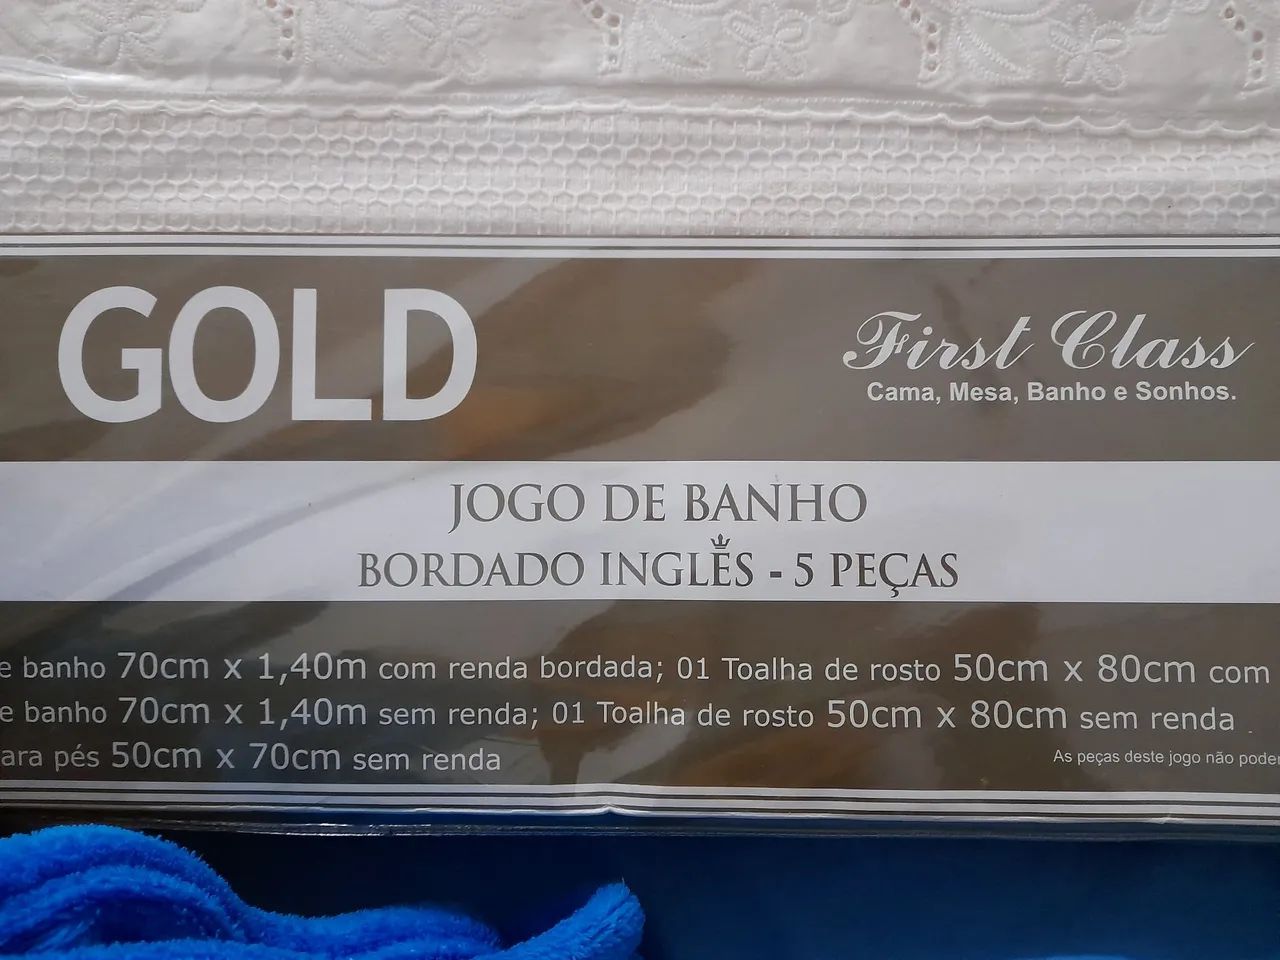 GOLD
First Class
Cama, Mesa, Banho e Sonhos.
JOGO DE BANHO
BORDADO INGLÊS - 5 PEÇAS
e banho 70cm x 1,40m com renda bordada; 01 Toalha de rosto 50cm x 80cm com
e banho 70cm x 1,40m sem renda; 01 Toalha de rosto 50cm x 80cm sem renda
ara pés 50cm x 70cm sem renda
As peças deste jogo não poder